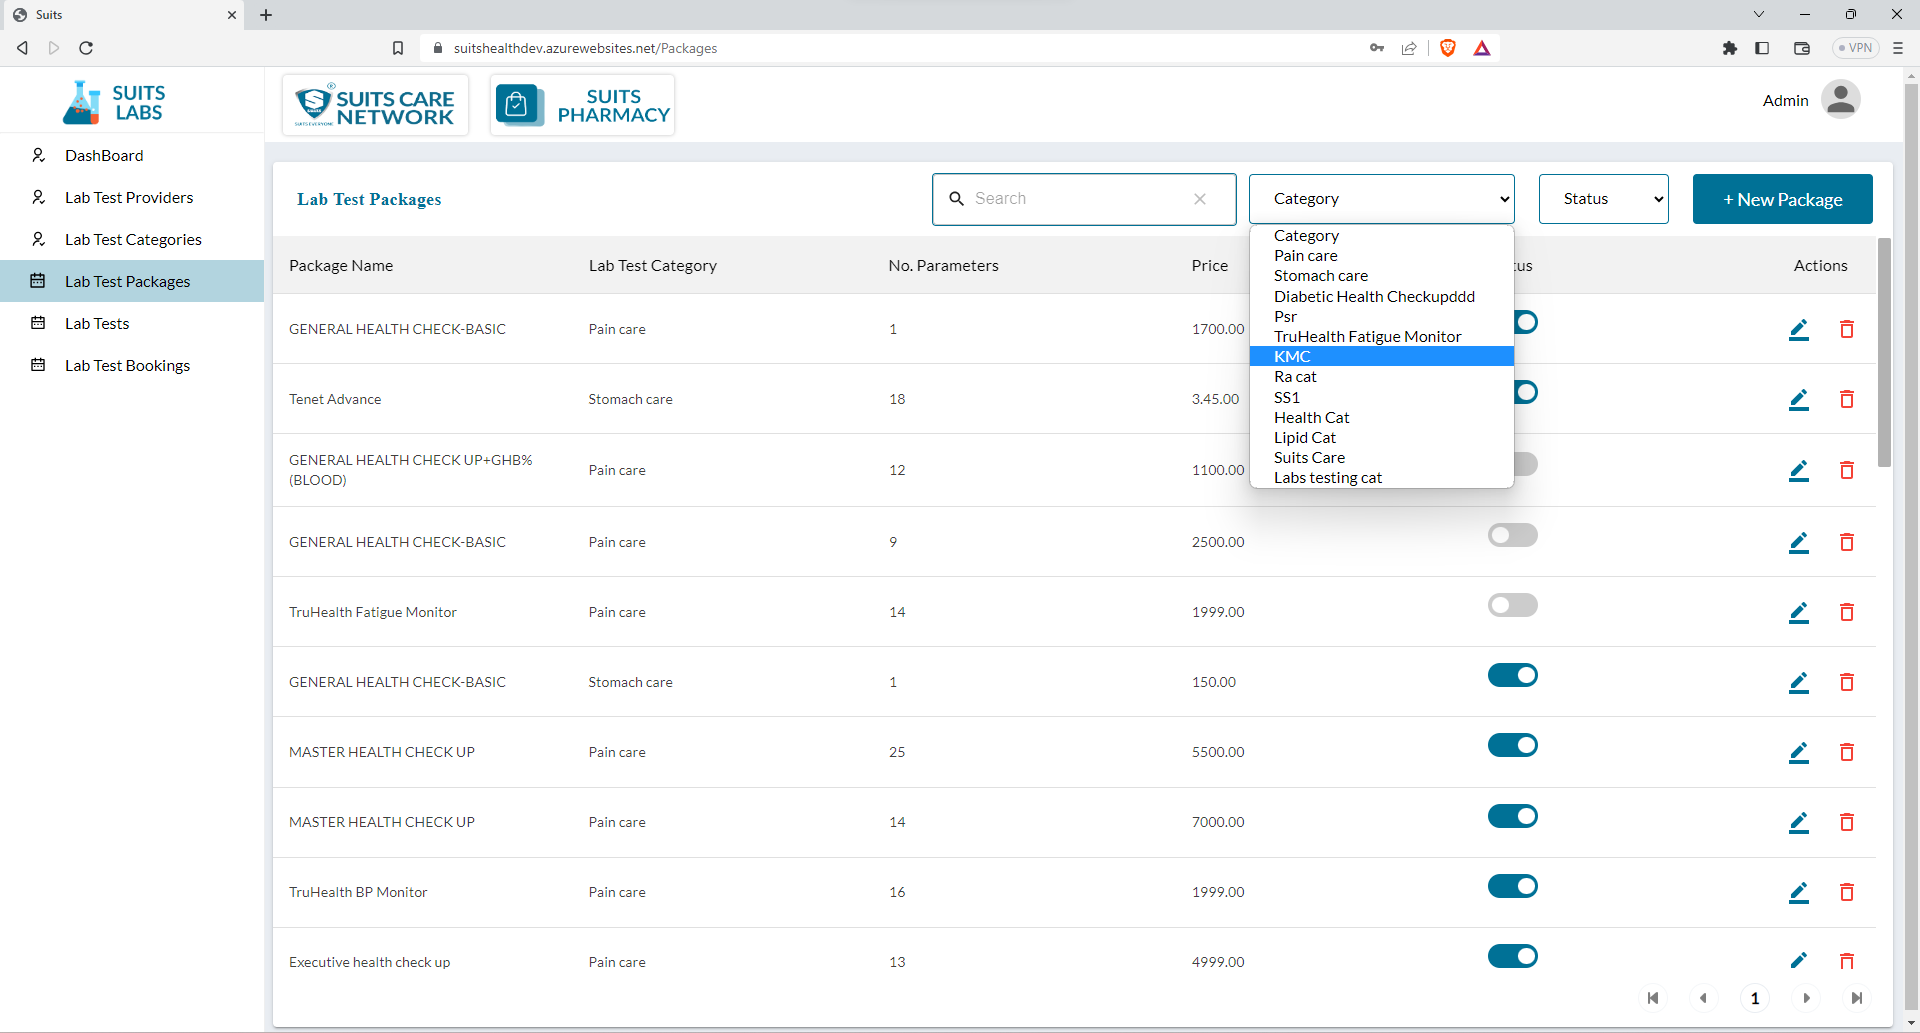 Suits
suitshealthdev.azurewebsites.net/Packages
VPN
SUITS
LABS
SUITS CARE
NETWORK
SUITS
PHARMACY
Admin
DashBoard
Lab Test Providers
Lab Test Categories
Lab Test Packages
Lab Tests
Lab Test Bookings
Lab Test Packages
Search
Category
Status
+ New Package
Category
Pain care
Stomach care
Diabetic Health Checkupddd
Psr
TruHealth Fatigue Monitor
KMC
Ra cat
SS1
Health Cat
Lipid Cat
Suits Care
Labs testing cat
Package Name Lab Test Category No. Parameters Price tus Actions
GENERAL HEALTH CHECK-BASIC Pain care 1 1700.00
Tenet Advance Stomach care 18 3.45.00
GENERAL HEALTH CHECK UP+GHB%
(BLOOD) Pain care 12 1100.00
GENERAL HEALTH CHECK-BASIC Pain care 9 2500.00
TruHealth Fatigue Monitor Pain care 14 1999.00
GENERAL HEALTH CHECK-BASIC Stomach care 1 150.00
MASTER HEALTH CHECK UP Pain care 25 5500.00
MASTER HEALTH CHECK UP Pain care 14 7000.00
TruHealth BP Monitor Pain care 16 1999.00
Executive health check up Pain care 13 4999.00
1